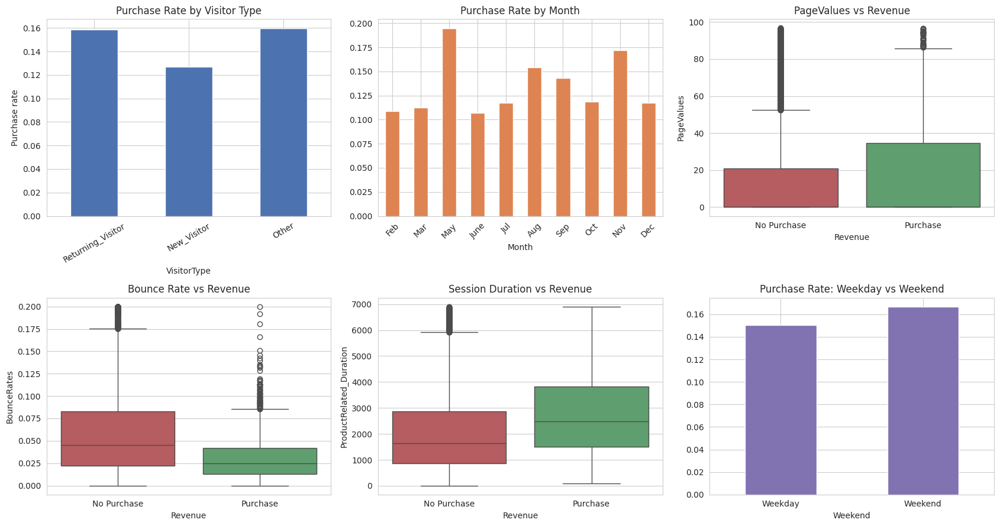 Purchase Rate by Visitor Type
Purchase rate
0.16
0.14
0.12
0.10
0.08
0.06
0.04
0.02
0.00
Returning_Visitor
New_Visitor
Other
VisitorType
Purchase Rate by Month
0.200
0.175
0.150
0.125
0.100
0.075
0.050
0.025
0.000
Feb
Mar
May
June
Jul
Aug
Sep
Oct
Nov
Dec
Month
PageValues vs Revenue
PageValues
100
80
60
40
20
0
No Purchase
Purchase
Revenue
Bounce Rate vs Revenue
BounceRates
0.200
0.175
0.150
0.125
0.100
0.075
0.050
0.025
0.000
No Purchase
Purchase
Revenue
Session Duration vs Revenue
ProductRelated_Duration
7000
6000
5000
4000
3000
2000
1000
0
No Purchase
Purchase
Revenue
Purchase Rate: Weekday vs Weekend
0.16
0.14
0.12
0.10
0.08
0.06
0.04
0.02
0.00
Weekday
Weekend
Weekend